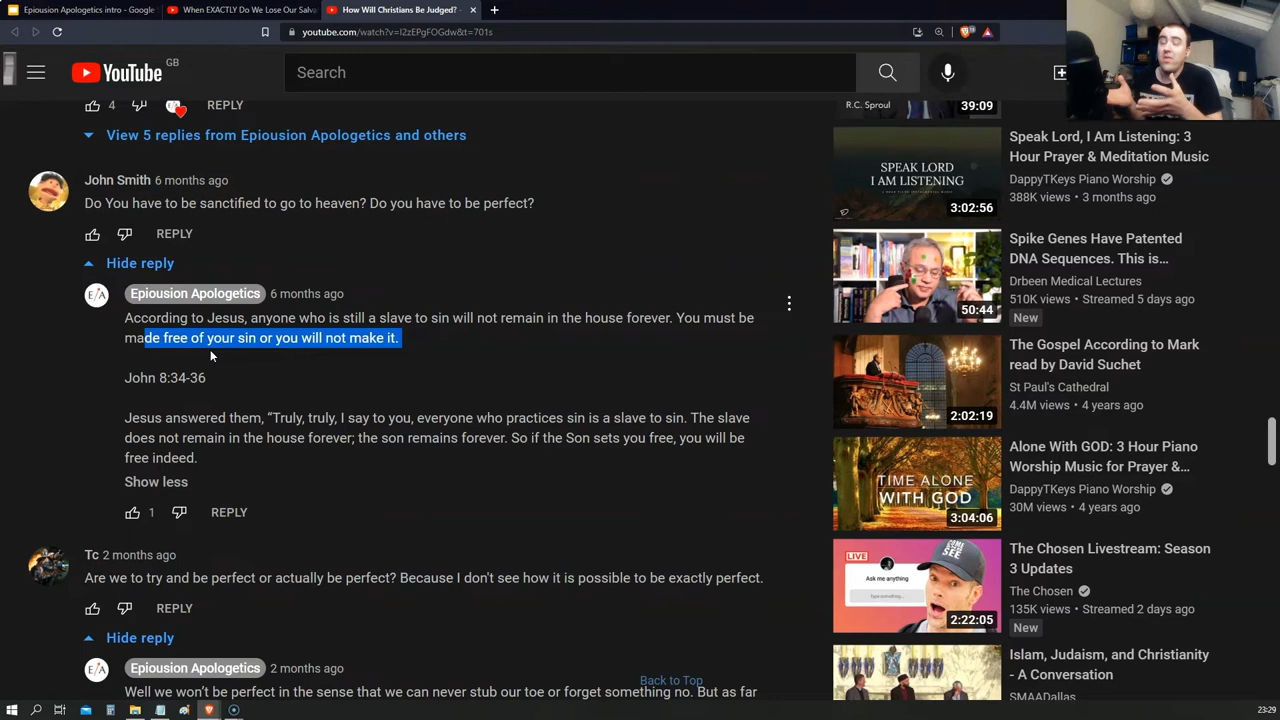 Epiousion Apologetics intro - Google
When EXACTLY Do We Lose Our Salva
How Will Christians Be Judged? -
youtube.com/watch?v=I2zEPgFOGdw&t=701s
YouTube GB
Search
4 REPLY
View 5 replies from Epiousion Apologetics and others
John Smith 6 months ago
Do You have to be sanctified to go to heaven? Do you have to be perfect?
REPLY
Hide reply
E/A Epiousion Apologetics 6 months ago
According to Jesus, anyone who is still a slave to sin will not remain in the house forever. You must be
made free of your sin or you will not make it.
John 8:34-36
Jesus answered them, “Truly, truly, I say to you, everyone who practices sin is a slave to sin. The slave
does not remain in the house forever; the son remains forever. So if the Son sets you free, you will be
free indeed.
Show less
1 REPLY
Tc 2 months ago
Are we to try and be perfect or actually be perfect? Because I don't see how it is possible to be exactly perfect.
REPLY
Hide reply
E/A Epiousion Apologetics 2 months ago
Well we won’t be perfect in the sense that we can never stub our toe or forget something no. But as far
Back to Top
R.C. Sproul
39:09
SPEAK LORD
I AM LISTENING
3:02:56
Speak Lord, I Am Listening: 3
Hour Prayer & Meditation Music
DappyTKeys Piano Worship
388K views • 3 months ago
50:44
Spike Genes Have Patented
DNA Sequences. This is…
Drbeen Medical Lectures
510K Views • Streamed 5 days ago
New
2:02:19
The Gospel According to Mark
read by David Suchet
St Paul's Cathedral
4.4M views • 4 years ago
TIME ALONE
WITH GOD
3:04:06
Alone With GOD: 3 Hour Piano
Worship Music for Prayer &…
DappyTKeys Piano Worship
30M views • 4 years ago
LIVE
Ask me anything
Type something...
2:22:05
The Chosen Livestream: Season
3 Updates
The Chosen
135K views • Streamed 2 days ago
New
Islam, Judaism, and Christianity
- A Conversation
SMAADallas
23:29